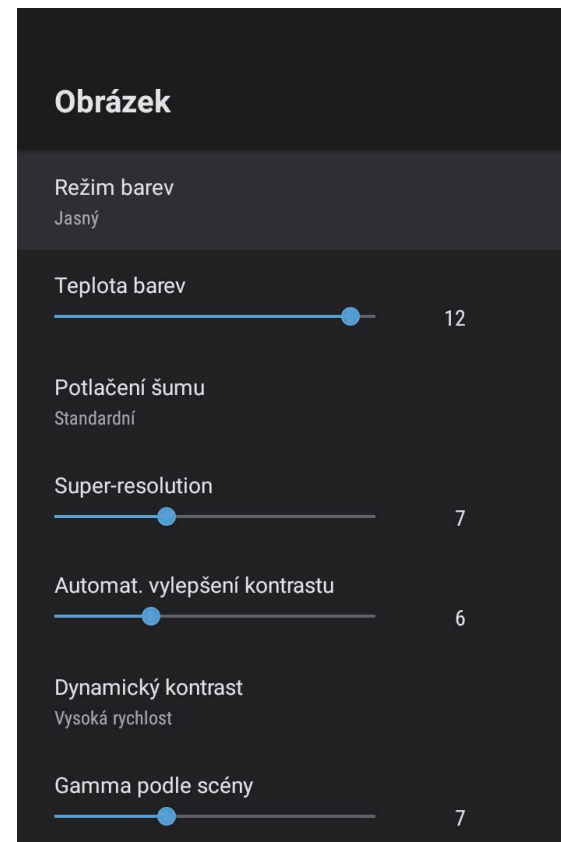 Obrázek
Režim barev
Jasný
Teplota barev
12
Potlačení šumu
Standardní
Super-resolution
7
Automat. vylepšení kontrastu
6
Dynamický kontrast
Vysoká rychlost
Gamma podle scény
7